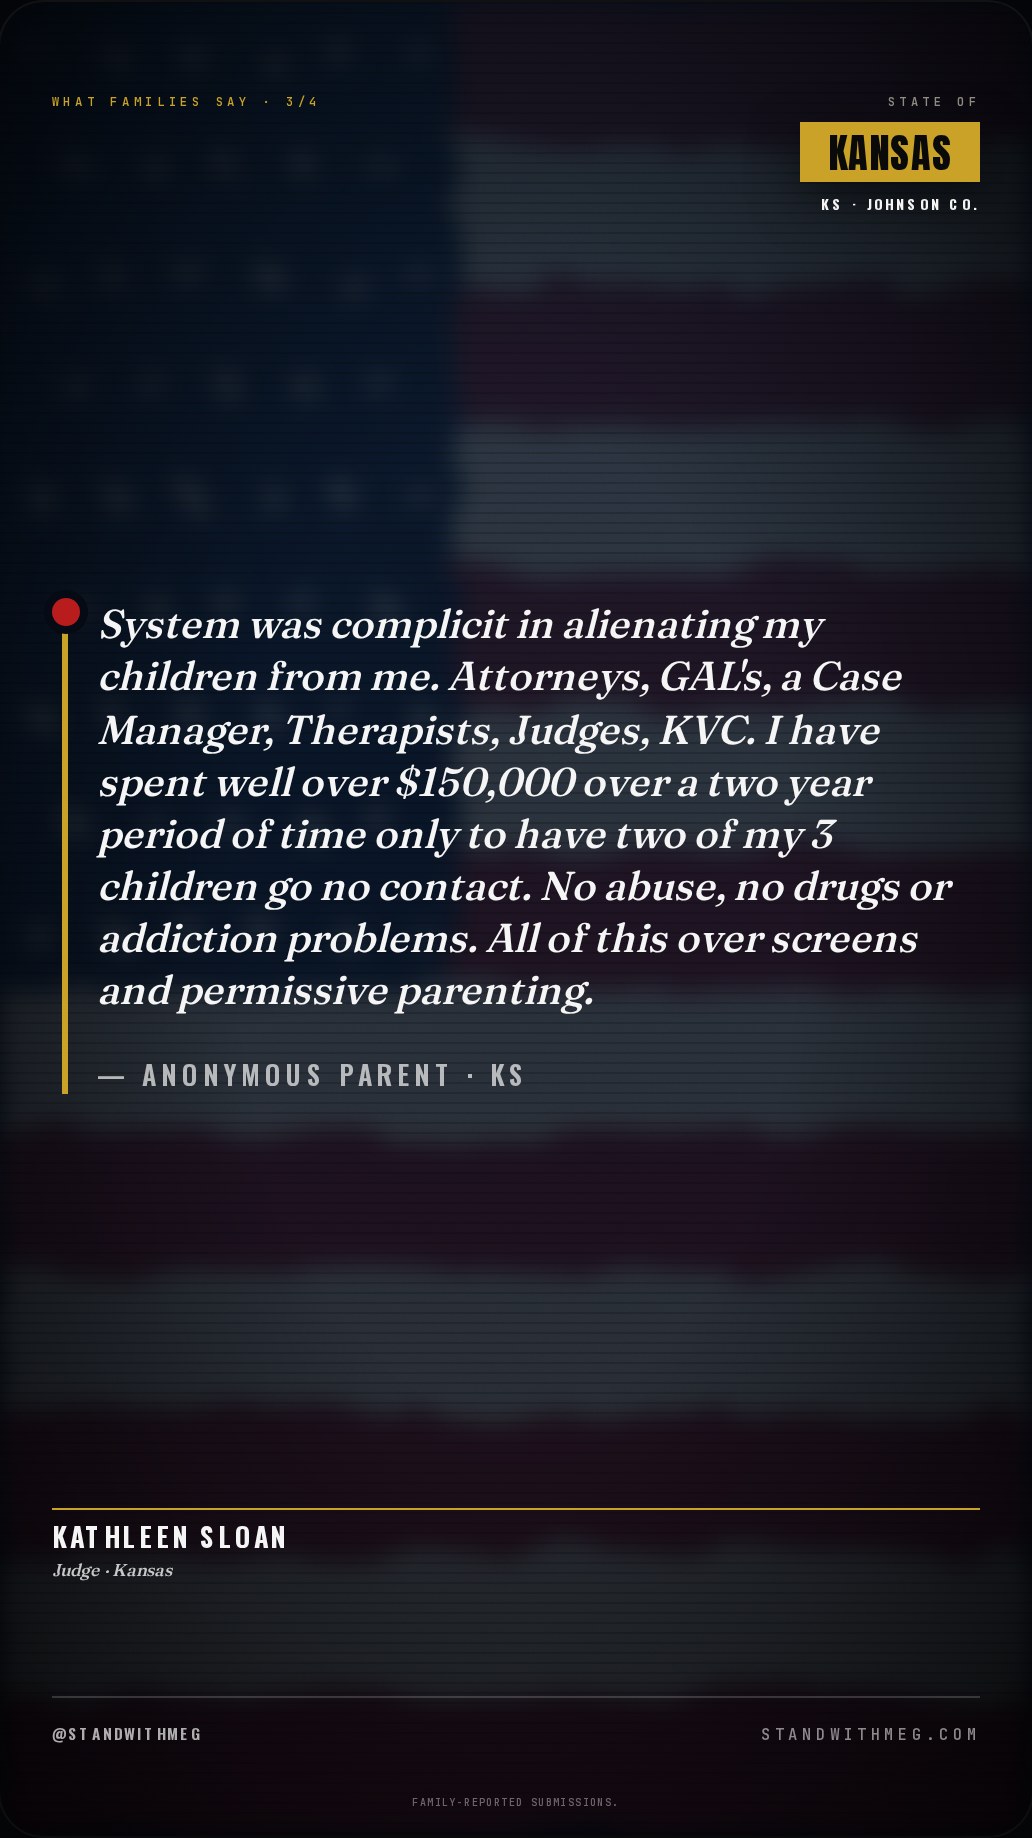 WHAT FAMILIES SAY · 3/4
STATE OF
KANSAS
KS · JOHNSON CO.
System was complicit in alienating my
children from me. Attorneys, GAL's, a Case
Manager, Therapists, Judges, KVC. I have
spent well over $150,000 over a two year
period of time only to have two of my 3
children go no contact. No abuse, no drugs or
addiction problems. All of this over screens
and permissive parenting.
— ANONYMOUS PARENT · KS
KATHLEEN SLOAN
Judge · Kansas
@STANDWITHMEG
STANDWITHMEG.COM
FAMILY-REPORTED SUBMISSIONS.